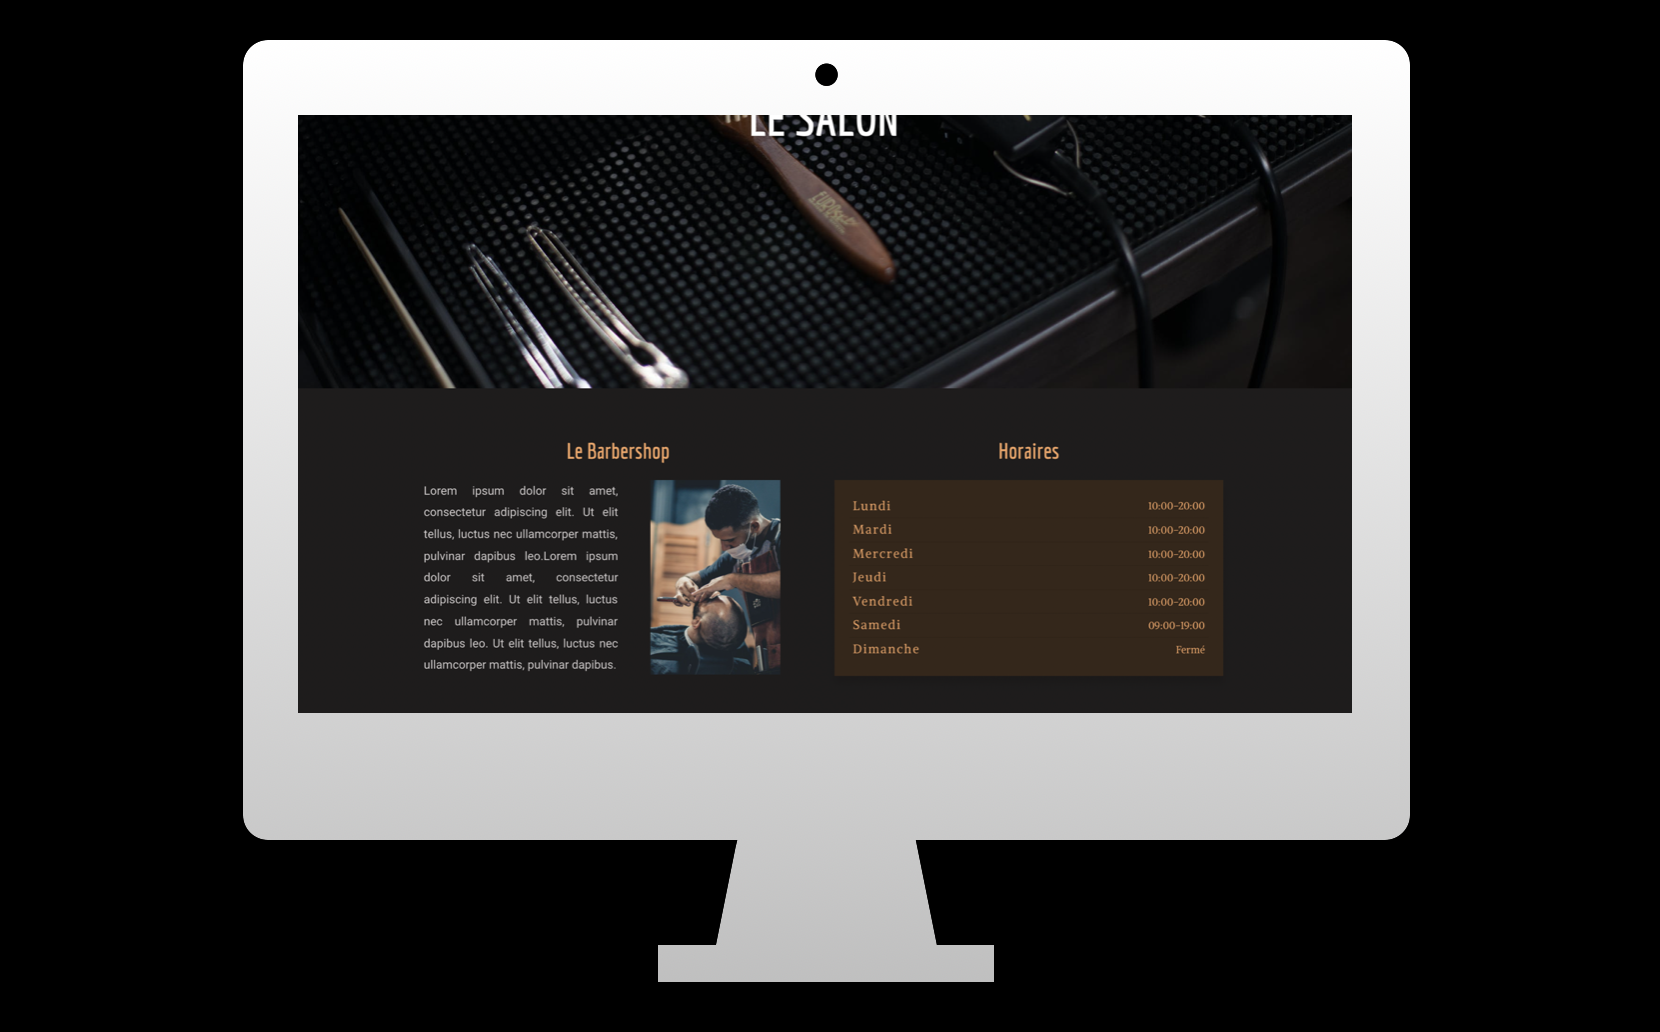 LE SALON
EURO
Le Barbershop
Lorem ipsum dolor sit amet,
consectetur adipiscing elit. Ut elit
tellus, luctus nec ullamcorper mattis,
pulvinar dapibus leo.Lorem ipsum
dolor sit amet, consectetur
adipiscing elit. Ut elit tellus, luctus
nec ullamcorper mattis, pulvinar
dapibus leo. Ut elit tellus, luctus nec
ullamcorper mattis, pulvinar dapibus.
Horaires
Lundi 10:00-20:00
Mardi 10:00-20:00
Mercredi 10:00-20:00
Jeudi 10:00-20:00
Vendredi 10:00-20:00
Samedi 09:00-19:00
Dimanche Fermé